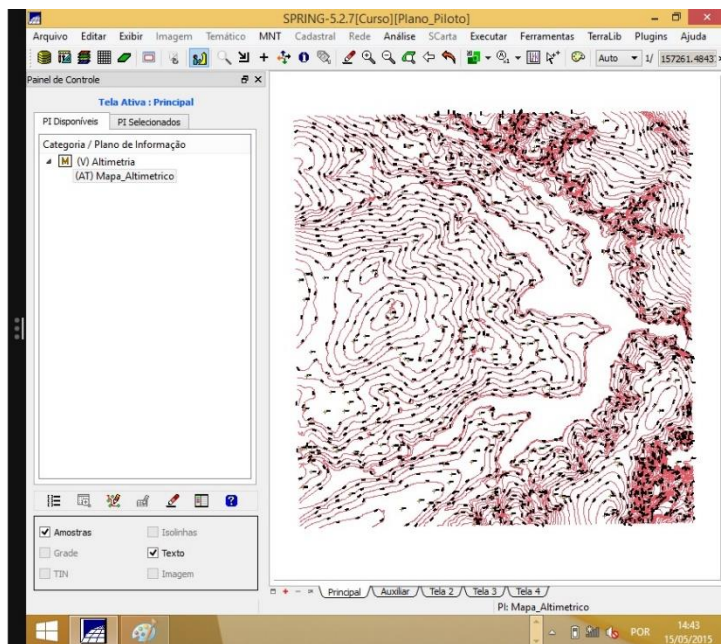 SPRING-5.2.7[Curso][Plano_Piloto]
Arquivo Editar Exibir Imagem Temático MNT Cadastral Rede Análise SCarta Executar Ferramentas TerraLib Plugins Ajuda
Auto 1/ 157261.4843
Painel de Controle
Tela Ativa : Principal
PI Disponíveis PI Selecionados
Categoria / Plano de Informação
M (V) Altimetria
(AT) Mapa_Altimetrico
Amostras Isolinhas
Grade Texto
TIN Imagem
Principal Auxiliar Tela 2 Tela 3 Tela 4
PI: Mapa_Altimetrico
POR 14:43
15/05/2015